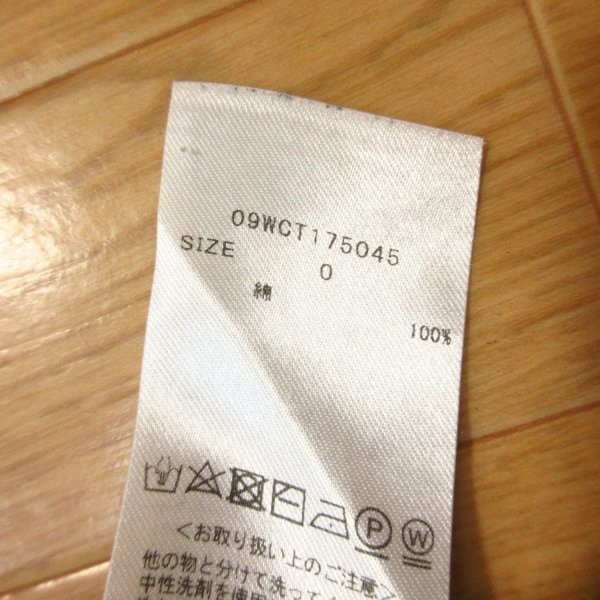 09WCT175045
SIZE 0
綿 100%
P W
<お取り扱い上のご注意>
他の物と分けて洗って
中性洗剤を使用